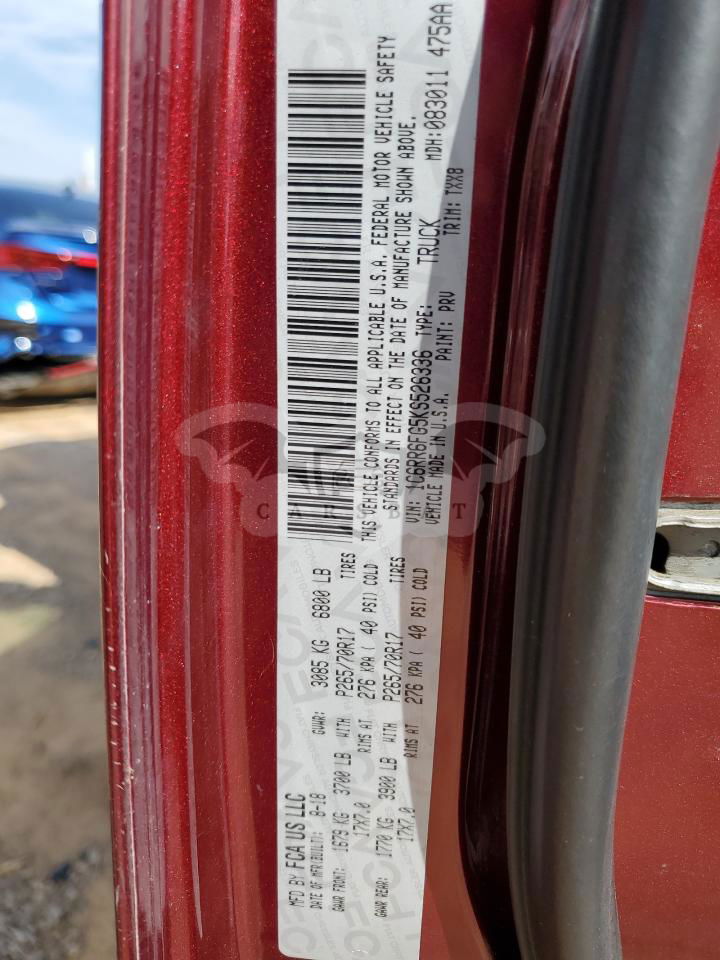 MFD BY FCA US LLC
DATE OF MFR(BUILT): 8-18 GVWR: 3085 KG 6800 LB
GAWR FRONT: 1679 KG 3700 LB WITH P265/70R17 TIRES
17X7.0 RIMS AT 276 KPA ( 40 PSI) COLD
GAWR REAR: 1770 KG 3900 LB WITH P265/70R17 TIRES
17X7.0 RIMS AT 276 KPA ( 40 PSI) COLD
THIS VEHICLE CONFORMS TO ALL APPLICABLE U.S.A. FEDERAL MOTOR VEHICLE SAFETY
STANDARDS IN EFFECT ON THE DATE OF MANUFACTURE SHOWN ABOVE.
VIN: 1C6RR6FG5KS526336 TYPE: TRUCK MDH:083011 475AA
VEHICLE MADE IN U.S.A. PAINT: PRV TRIM: TXX8